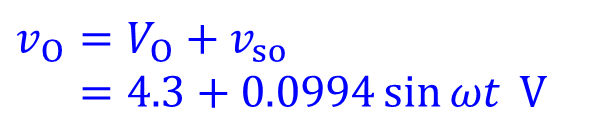 v_O = V_O + v_so
= 4.3 + 0.0994 sin ωt V